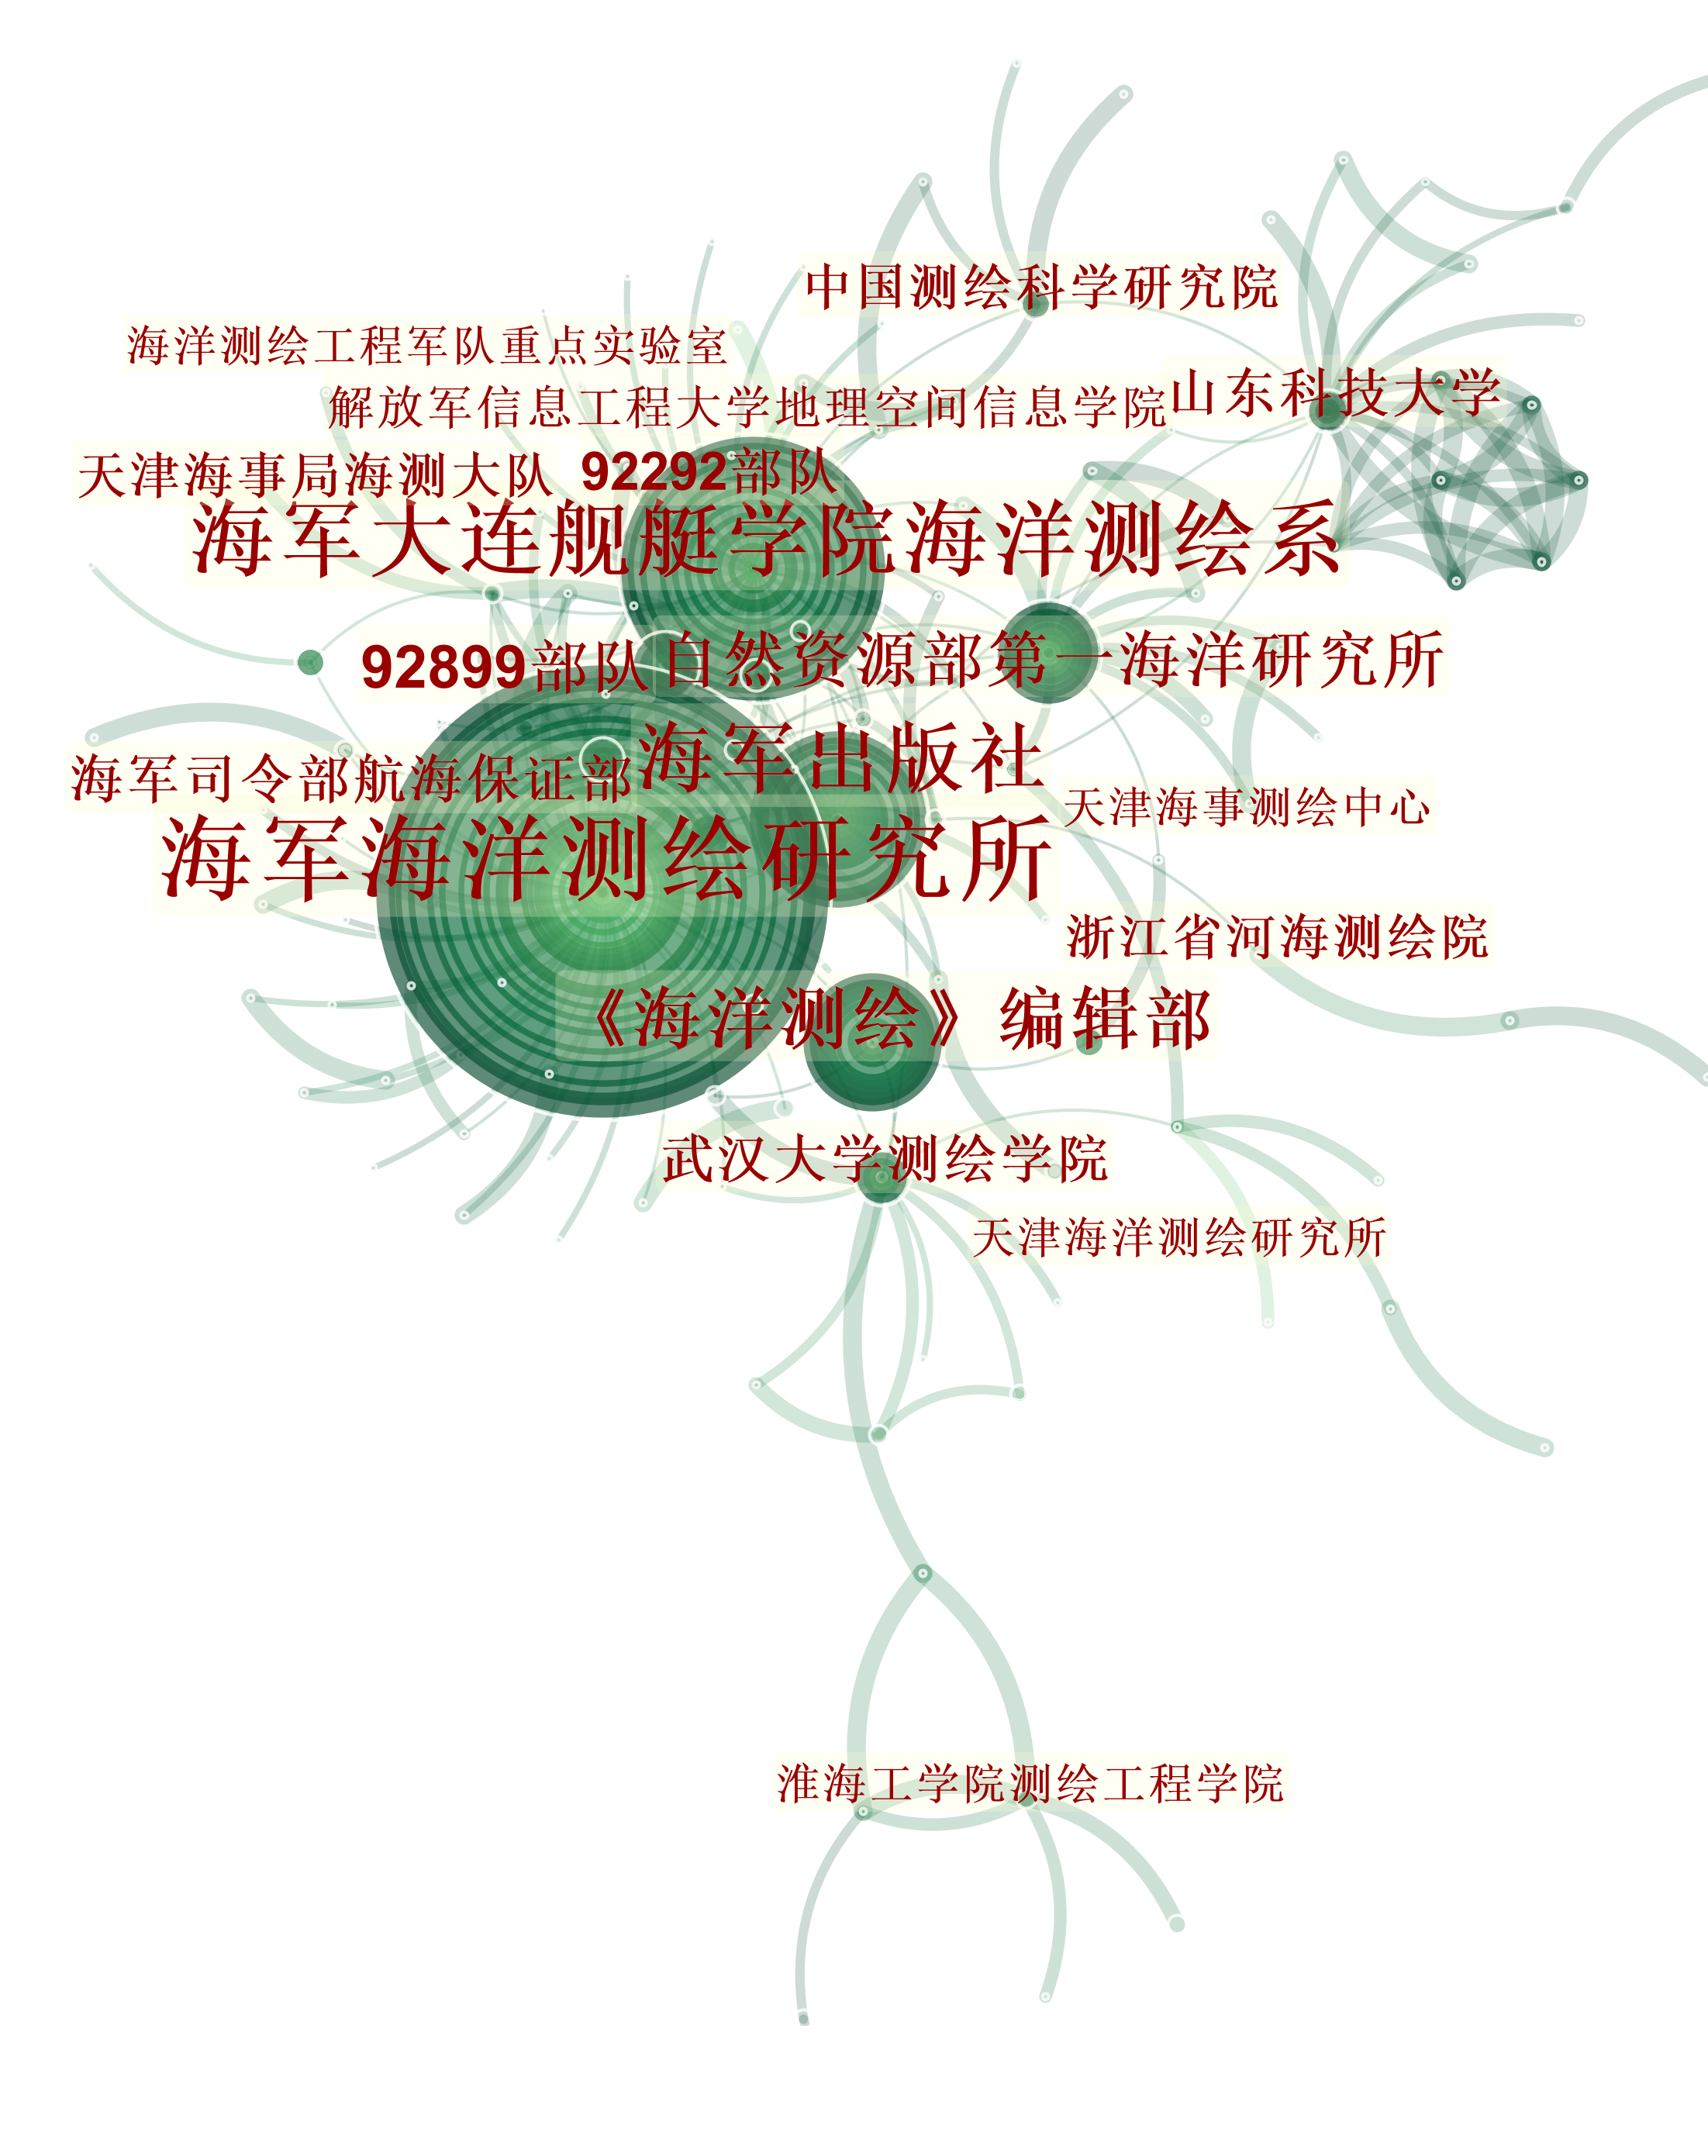 中国测绘科学研究院
海洋测绘工程军队重点实验室
解放军信息工程大学地理空间信息学院
山东科技大学
天津海事局海测大队
92292部队
海军大连舰艇学院海洋测绘系
92899部队
自然资源部第一海洋研究所
海军出版社
海军司令部航海保证部
天津海事测绘中心
海军海洋测绘研究所
浙江省河海测绘院
《海洋测绘》编辑部
武汉大学测绘学院
天津海洋测绘研究所
淮海工学院测绘工程学院